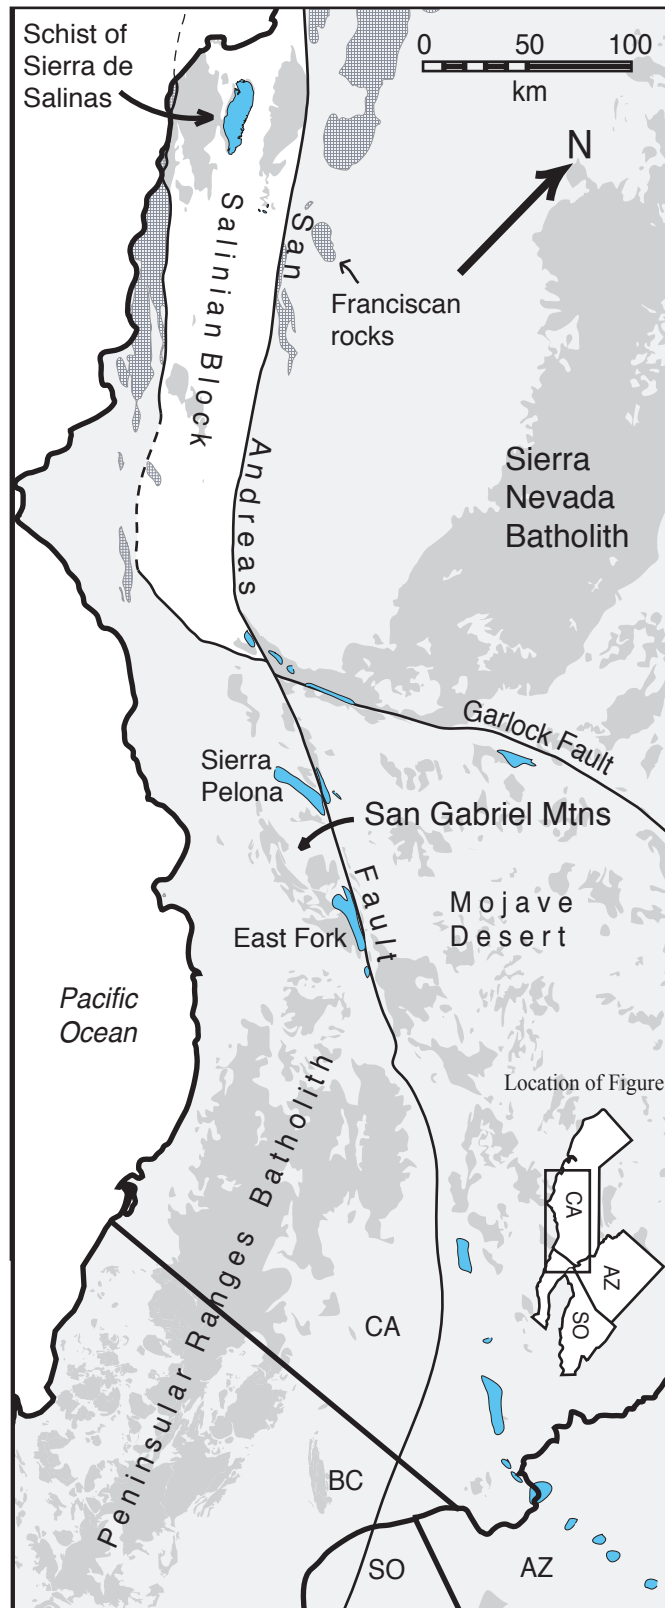 Schist of
Sierra de
Salinas
0 50 100
km
N
Salinian Block
San
Andreas
Fault
Franciscan
rocks
Sierra
Nevada
Batholith
Garlock Fault
Sierra
Pelona
San Gabriel Mtns
East Fork
Mojave
Desert
Pacific
Ocean
Peninsular Ranges Batholith
Location of Figure
CA
AZ
SO
CA
BC
SO
AZ